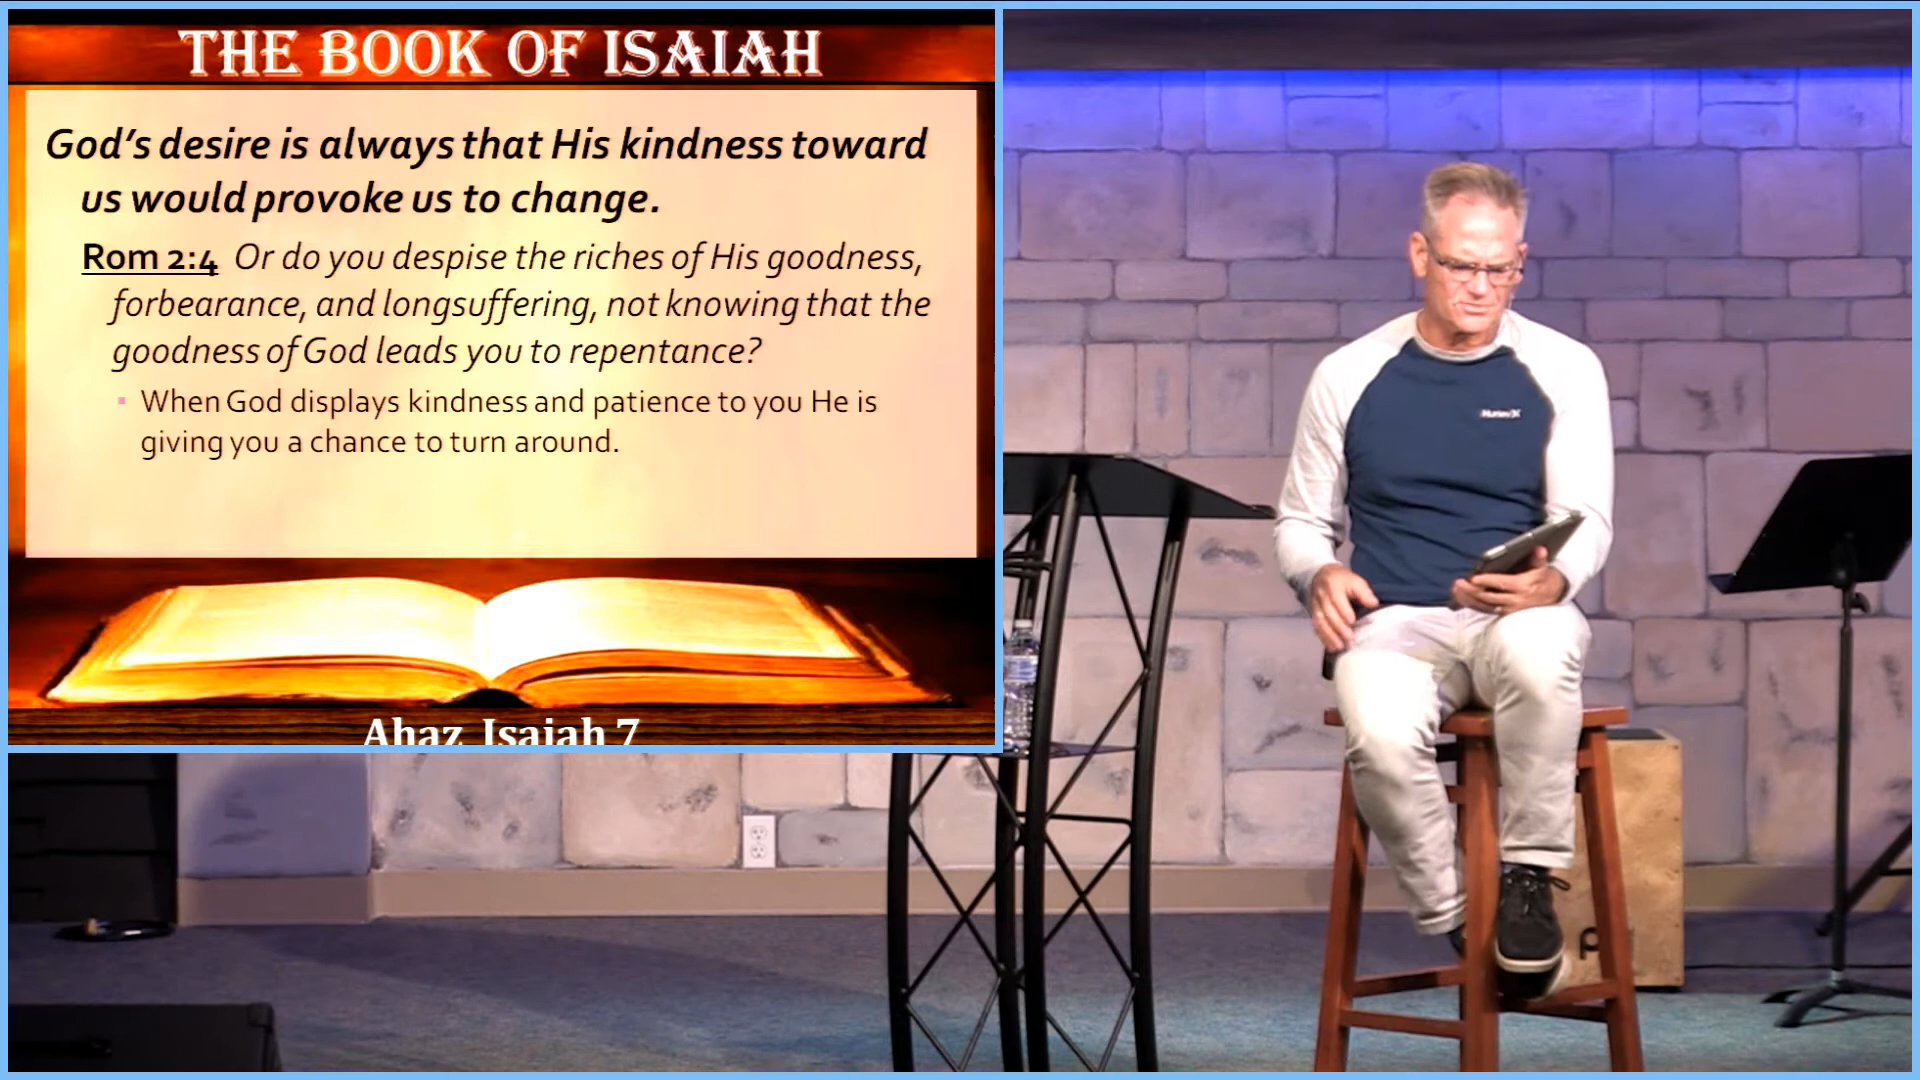 THE BOOK OF ISAIAH
God's desire is always that His kindness toward
us would provoke us to change.
Rom 2:4 Or do you despise the riches of His goodness,
forbearance, and longsuffering, not knowing that the
goodness of God leads you to repentance?
▪ When God displays kindness and patience to you He is
giving you a chance to turn around.
Ahaz Isaiah 7
Hurley